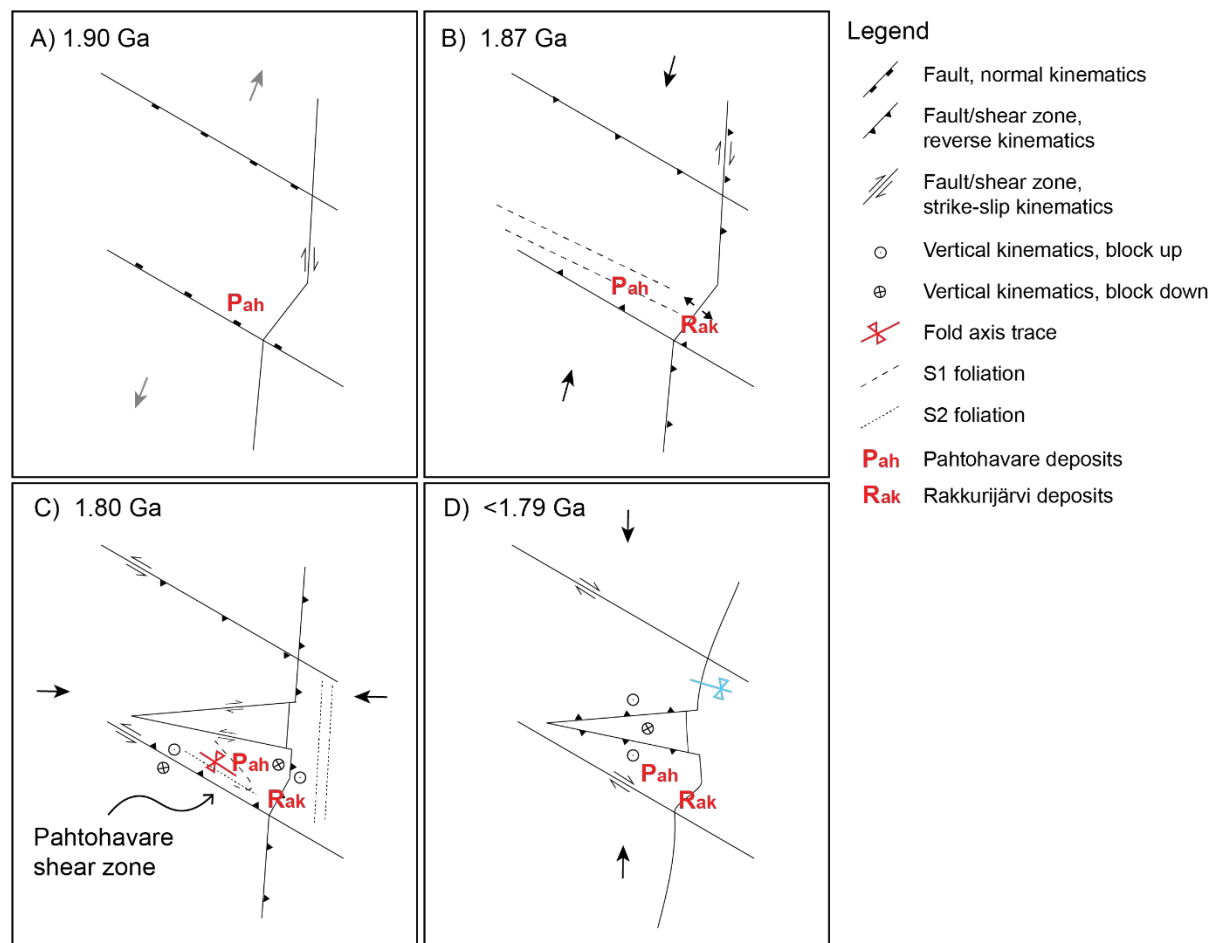 A) 1.90 Ga
Pah
B) 1.87 Ga
Pah
Rak
C) 1.80 Ga
Pah
Rak
Pahtohavare
shear zone
D) <1.79 Ga
Pah
Rak
Legend
Fault, normal kinematics
Fault/shear zone,
reverse kinematics
Fault/shear zone,
strike-slip kinematics
Vertical kinematics, block up
Vertical kinematics, block down
Fold axis trace
S1 foliation
S2 foliation
Pah Pahtohavare deposits
Rak Rakkurijärvi deposits